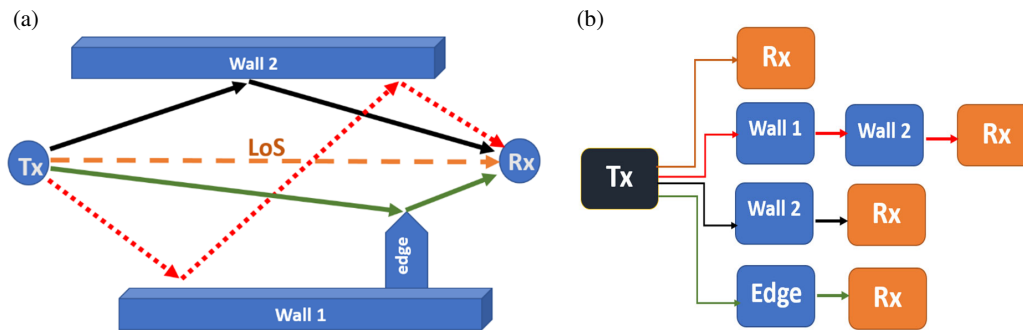 (a)
Wall 2
Tx
LoS
Rx
edge
Wall 1
(b)
Rx
Wall 1
Wall 2
Rx
Tx
Wall 2
Rx
Edge
Rx